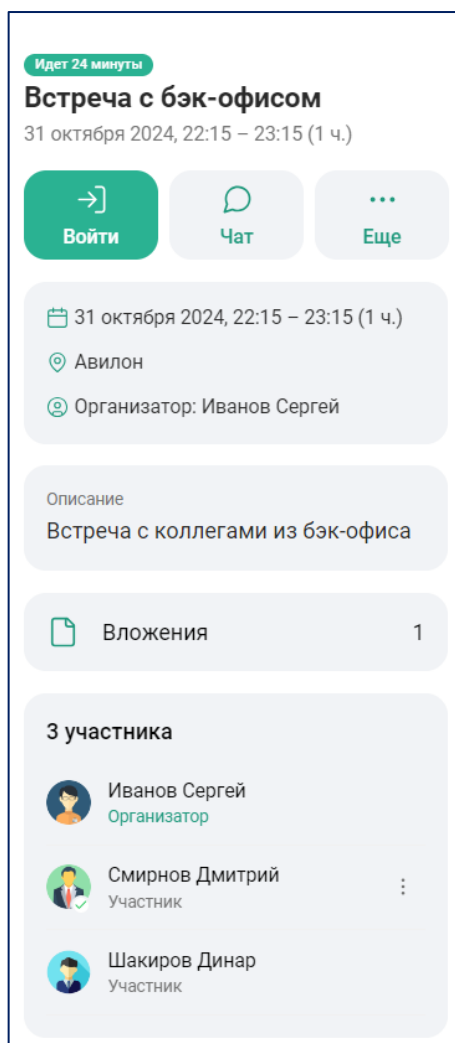 Идет 24 минуты
Встреча с бэк-офисом
31 октября 2024, 22:15 – 23:15 (1 ч.)
Войти
Чат
Еще
31 октября 2024, 22:15 – 23:15 (1 ч.)
Авилон
Организатор: Иванов Сергей
Описание
Встреча с коллегами из бэк-офиса
Вложения 1
3 участника
Иванов Сергей
Организатор
Смирнов Дмитрий
Участник
Шакиров Динар
Участник